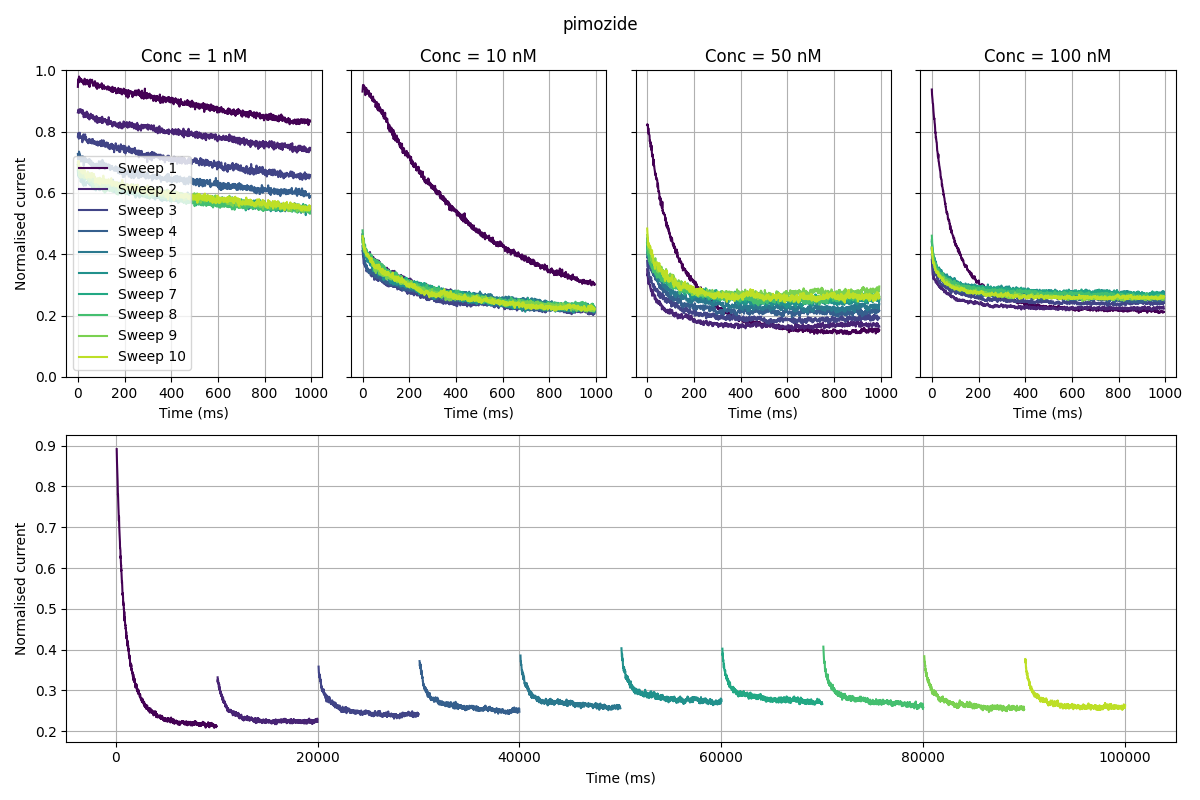 pimozide
Conc = 1 nM
Conc = 10 nM
Conc = 50 nM
Conc = 100 nM
Normalised current
1.0
0.8
0.6
0.4
0.2
0.0
Sweep 1
Sweep 2
Sweep 3
Sweep 4
Sweep 5
Sweep 6
Sweep 7
Sweep 8
Sweep 9
Sweep 10
0 200 400 600 800 1000
0 200 400 600 800 1000
0 200 400 600 800 1000
0 200 400 600 800 1000
Time (ms)
Time (ms)
Time (ms)
Time (ms)
Normalised current
0.9
0.8
0.7
0.6
0.5
0.4
0.3
0.2
0 20000 40000 60000 80000 100000
Time (ms)